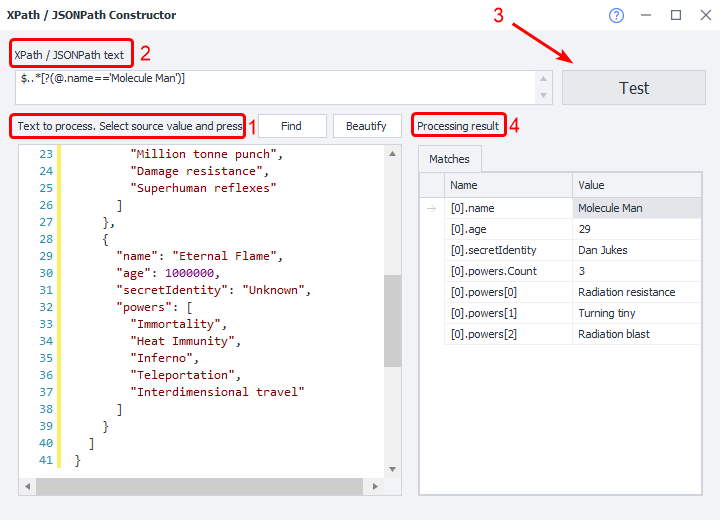 XPath / JSONPath Constructor
3
XPath / JSONPath text
2
$..*[?(@.name=='Molecule Man')]
Test
Text to process. Select source value and press
1
Find
Beautify
Processing result
4
23 "Million tonne punch",
24 "Damage resistance",
25 "Superhuman reflexes"
26 ]
27 },
28 {
29 "name": "Eternal Flame",
30 "age": 1000000,
31 "secretIdentity": "Unknown",
32 "powers": [
33 "Immortality",
34 "Heat Immunity",
35 "Inferno",
36 "Teleportation",
37 "Interdimensional travel"
38 ]
39 }
40 ]
41 }
Matches
Name Value
[0].name Molecule Man
[0].age 29
[0].secretIdentity Dan Jukes
[0].powers.Count 3
[0].powers[0] Radiation resistance
[0].powers[1] Turning tiny
[0].powers[2] Radiation blast